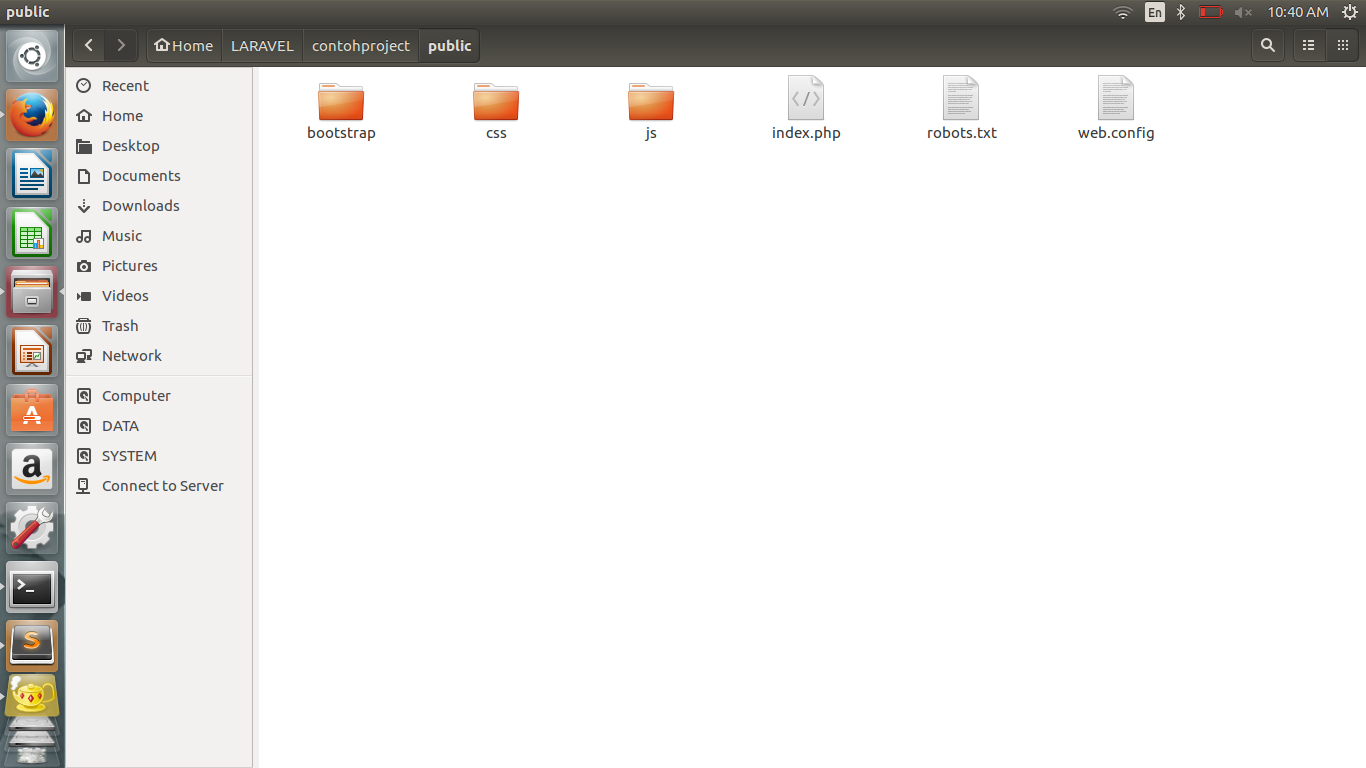 public
En
10:40 AM
Home
LARAVEL
contohproject
public
Recent
Home
Desktop
Documents
Downloads
Music
Pictures
Videos
Trash
Network
Computer
DATA
SYSTEM
Connect to Server
bootstrap
css
js
index.php
robots.txt
web.config